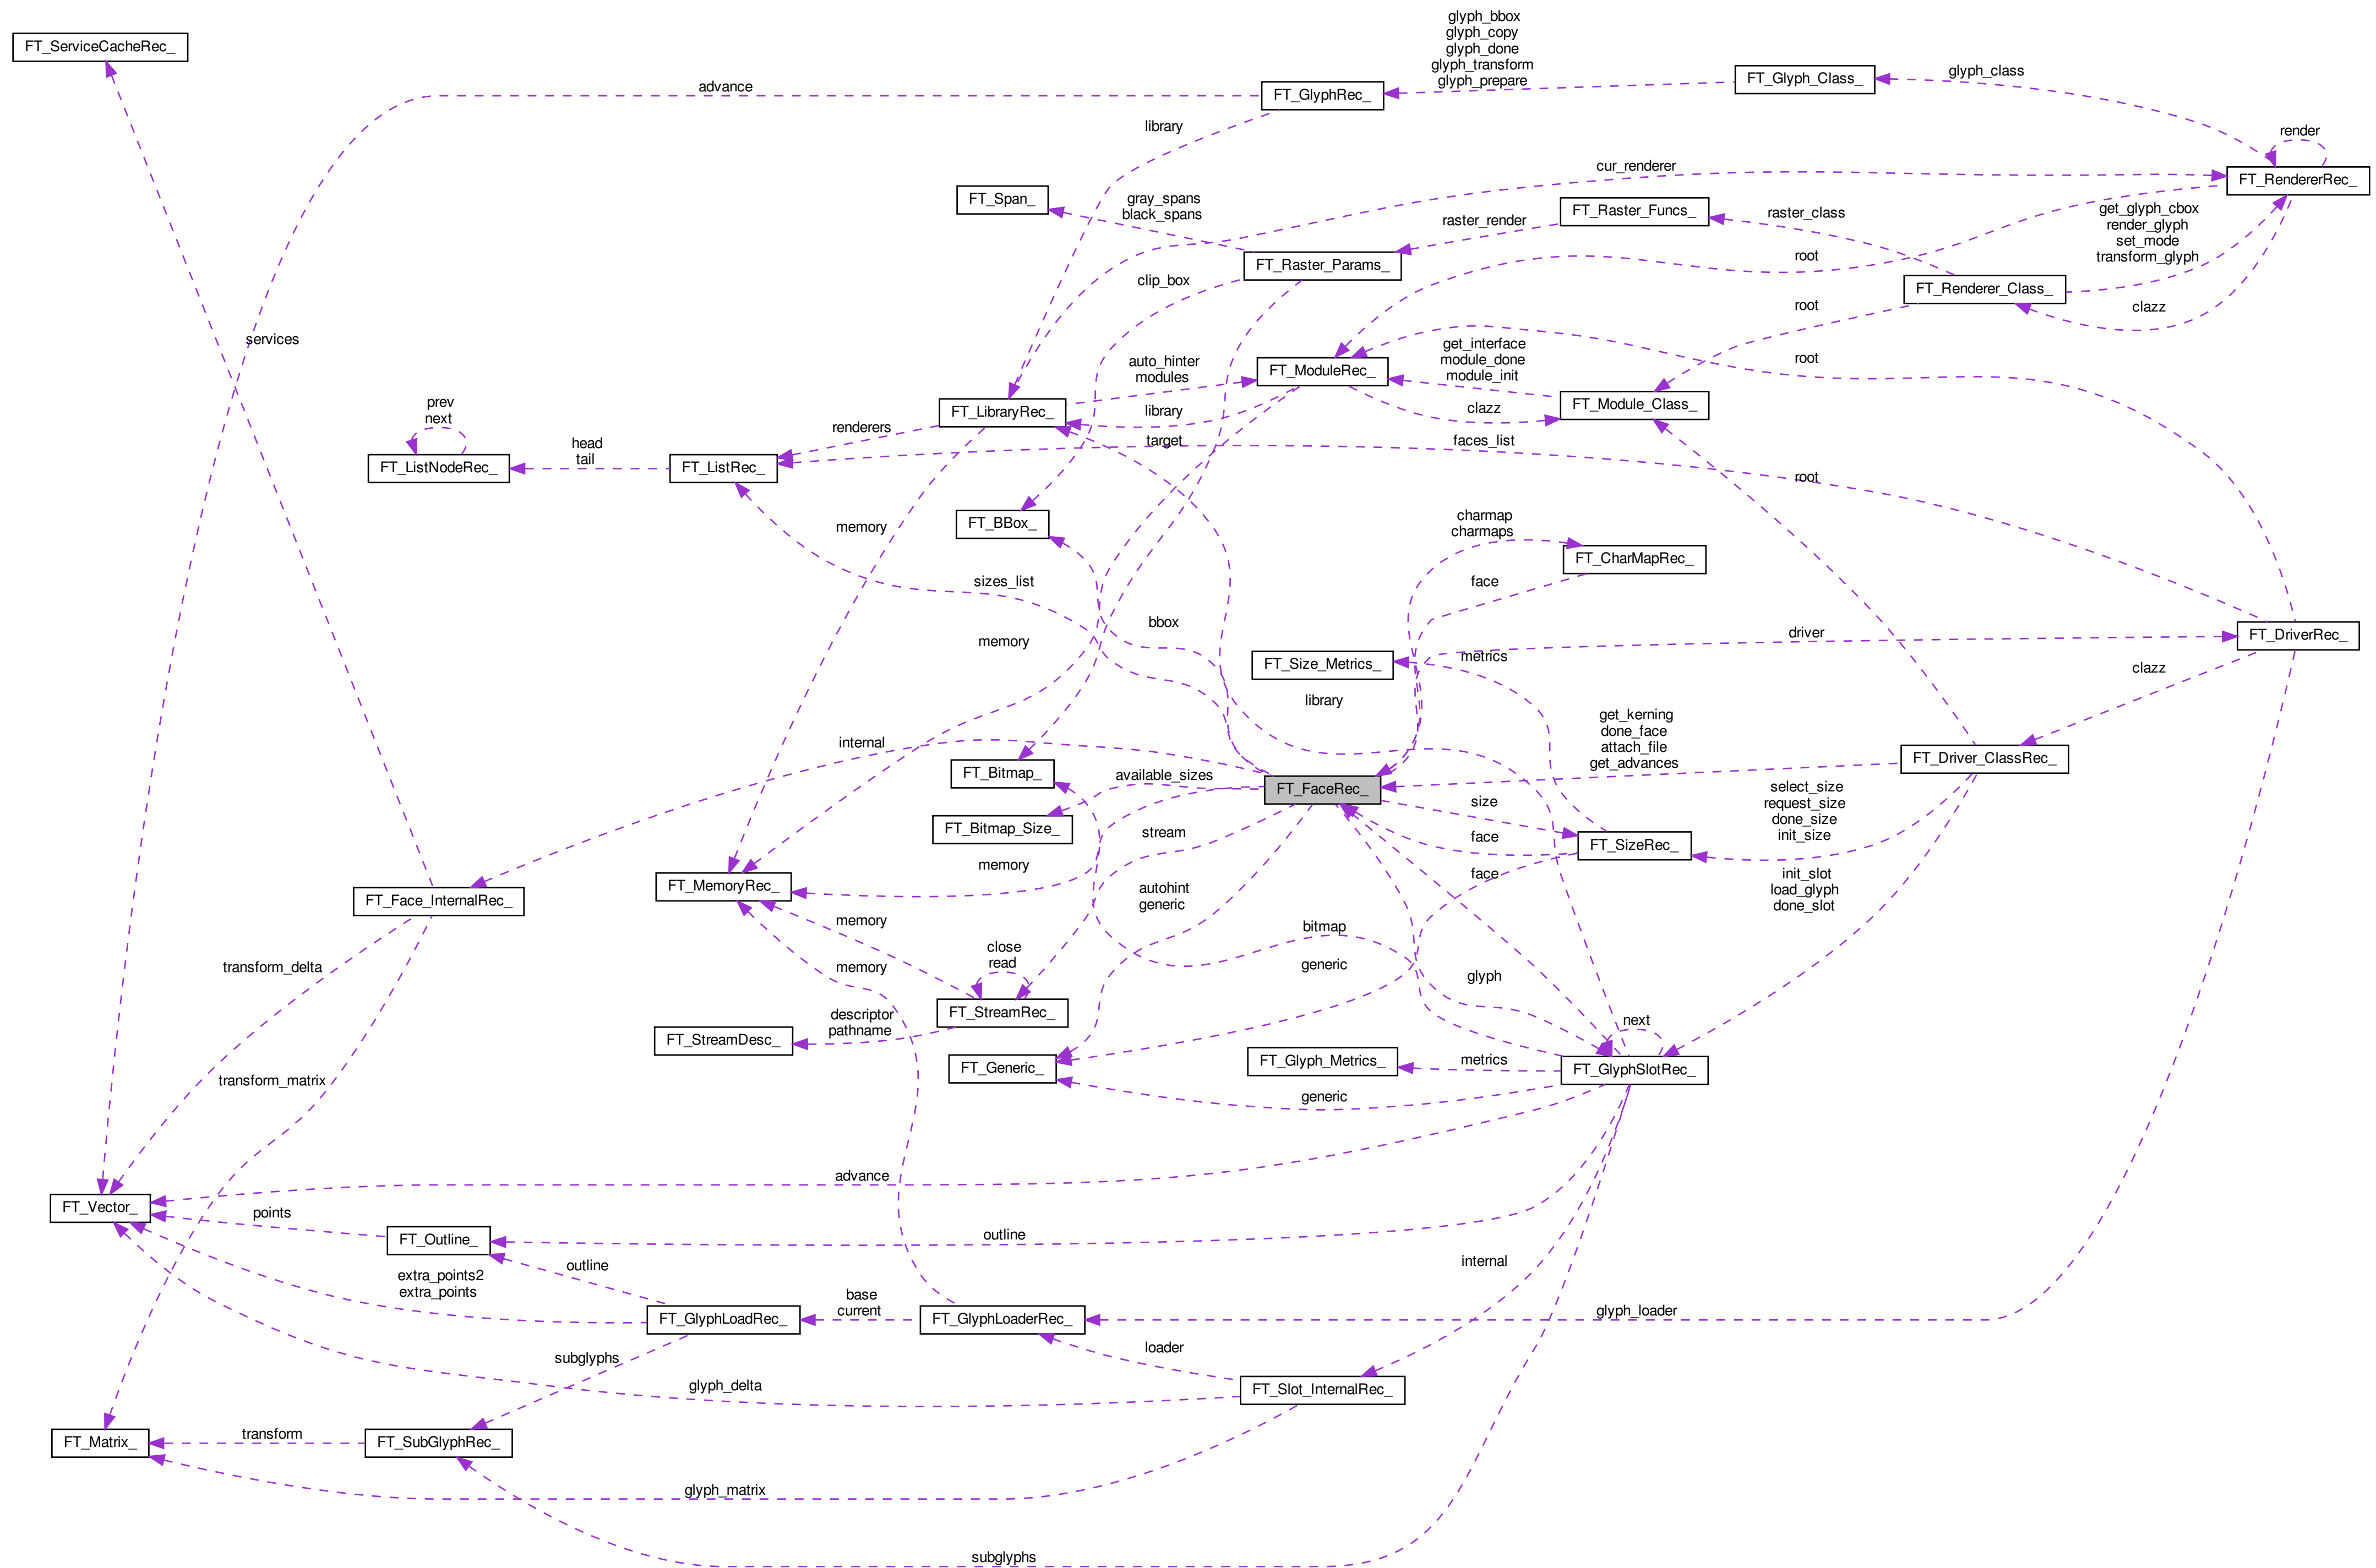 glyph_bbox
glyph_copy
glyph_done
glyph_transform
glyph_prepare
FT_ServiceCacheRec_
advance
FT_GlyphRec_
FT_Glyph_Class_
glyph_class
library
render
cur_renderer
FT_RendererRec_
FT_Span_
gray_spans
black_spans
raster_render
FT_Raster_Funcs_
raster_class
get_glyph_cbox
render_glyph
set_mode
transform_glyph
FT_Raster_Params_
root
clip_box
FT_Renderer_Class_
root
clazz
services
auto_hinter
modules
FT_ModuleRec_
get_interface
module_done
module_init
root
prev
next
FT_LibraryRec_
library
clazz
FT_Module_Class_
renderers
head
tail
target
faces_list
FT_ListNodeRec_
FT_ListRec_
root
FT_BBox_
memory
charmap
charmaps
FT_CharMapRec_
sizes_list
face
bbox
memory
driver
FT_DriverRec_
FT_Size_Metrics_
metrics
clazz
library
get_kerning
done_face
attach_file
get_advances
internal
FT_Driver_ClassRec_
FT_Bitmap_
available_sizes
FT_FaceRec_
select_size
request_size
done_size
init_size
size
FT_Bitmap_Size_
stream
face
FT_SizeRec_
memory
face
FT_MemoryRec_
autohint
generic
init_slot
load_glyph
done_slot
FT_Face_InternalRec_
memory
bitmap
close
read
transform_delta
memory
generic
glyph
FT_StreamRec_
descriptor
pathname
next
FT_StreamDesc_
FT_Generic_
FT_Glyph_Metrics_
metrics
FT_GlyphSlotRec_
transform_matrix
generic
advance
FT_Vector_
points
FT_Outline_
outline
outline
internal
extra_points2
extra_points
base
current
FT_GlyphLoadRec_
FT_GlyphLoaderRec_
glyph_loader
subglyphs
loader
glyph_delta
FT_Slot_InternalRec_
FT_Matrix_
transform
FT_SubGlyphRec_
glyph_matrix
subglyphs